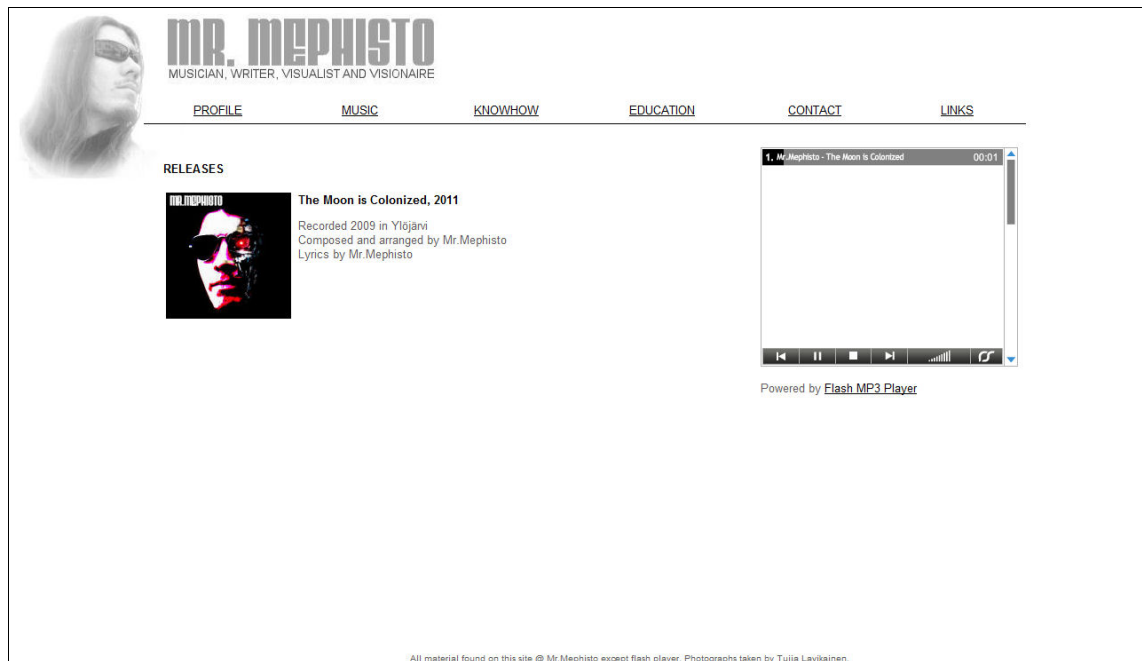 MR. MEPHISTO
MUSICIAN, WRITER, VISUALIST AND VISIONAIRE
PROFILE MUSIC KNOWHOW EDUCATION CONTACT LINKS
RELEASES
MR.MEPHISTO
The Moon is Colonized, 2011
Recorded 2009 in Ylöjärvi
Composed and arranged by Mr.Mephisto
Lyrics by Mr.Mephisto
1. Mr.Mephisto - The Moon is Colonized 00:01
Powered by Flash MP3 Player
All material found on this site @ Mr.Mephisto except flash player. Photographs taken by Tuija Lavikainen.